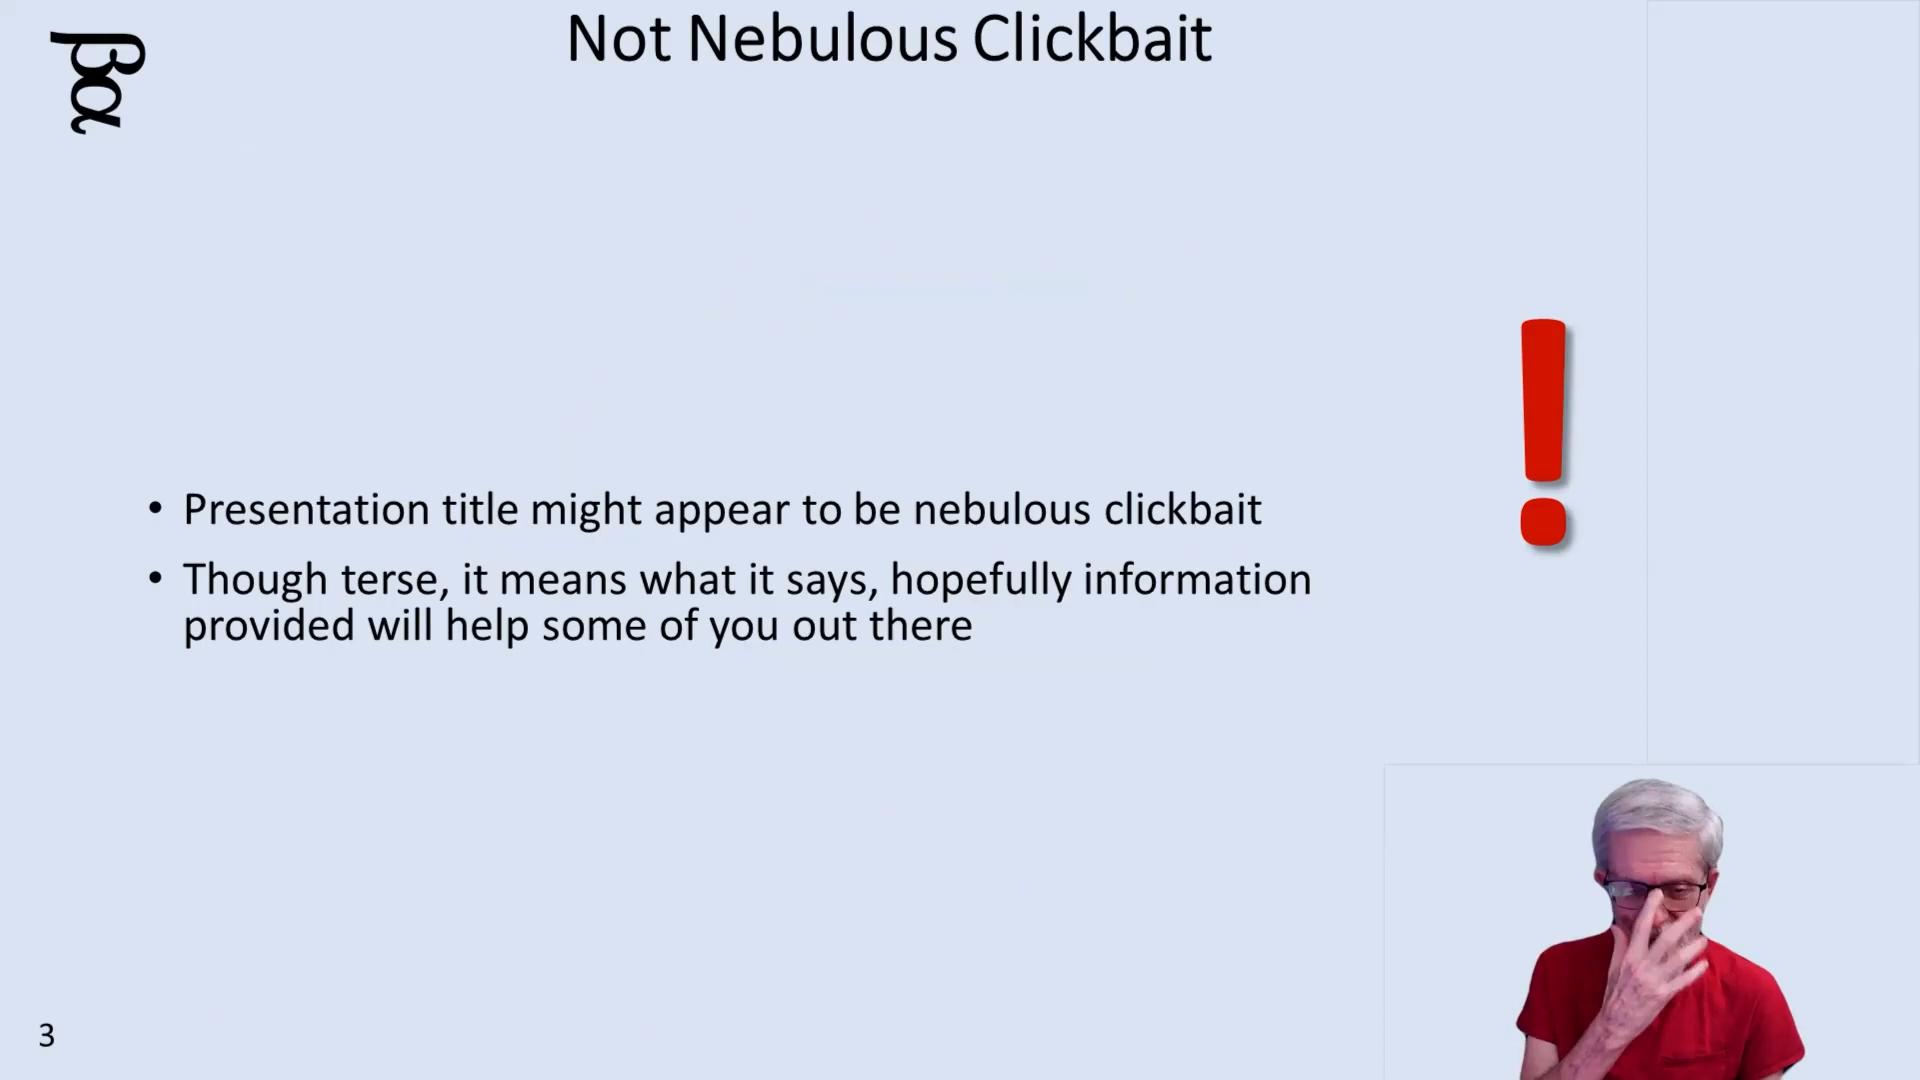 Not Nebulous Clickbait
βα
!
• Presentation title might appear to be nebulous clickbait
• Though terse, it means what it says, hopefully information
provided will help some of you out there
3